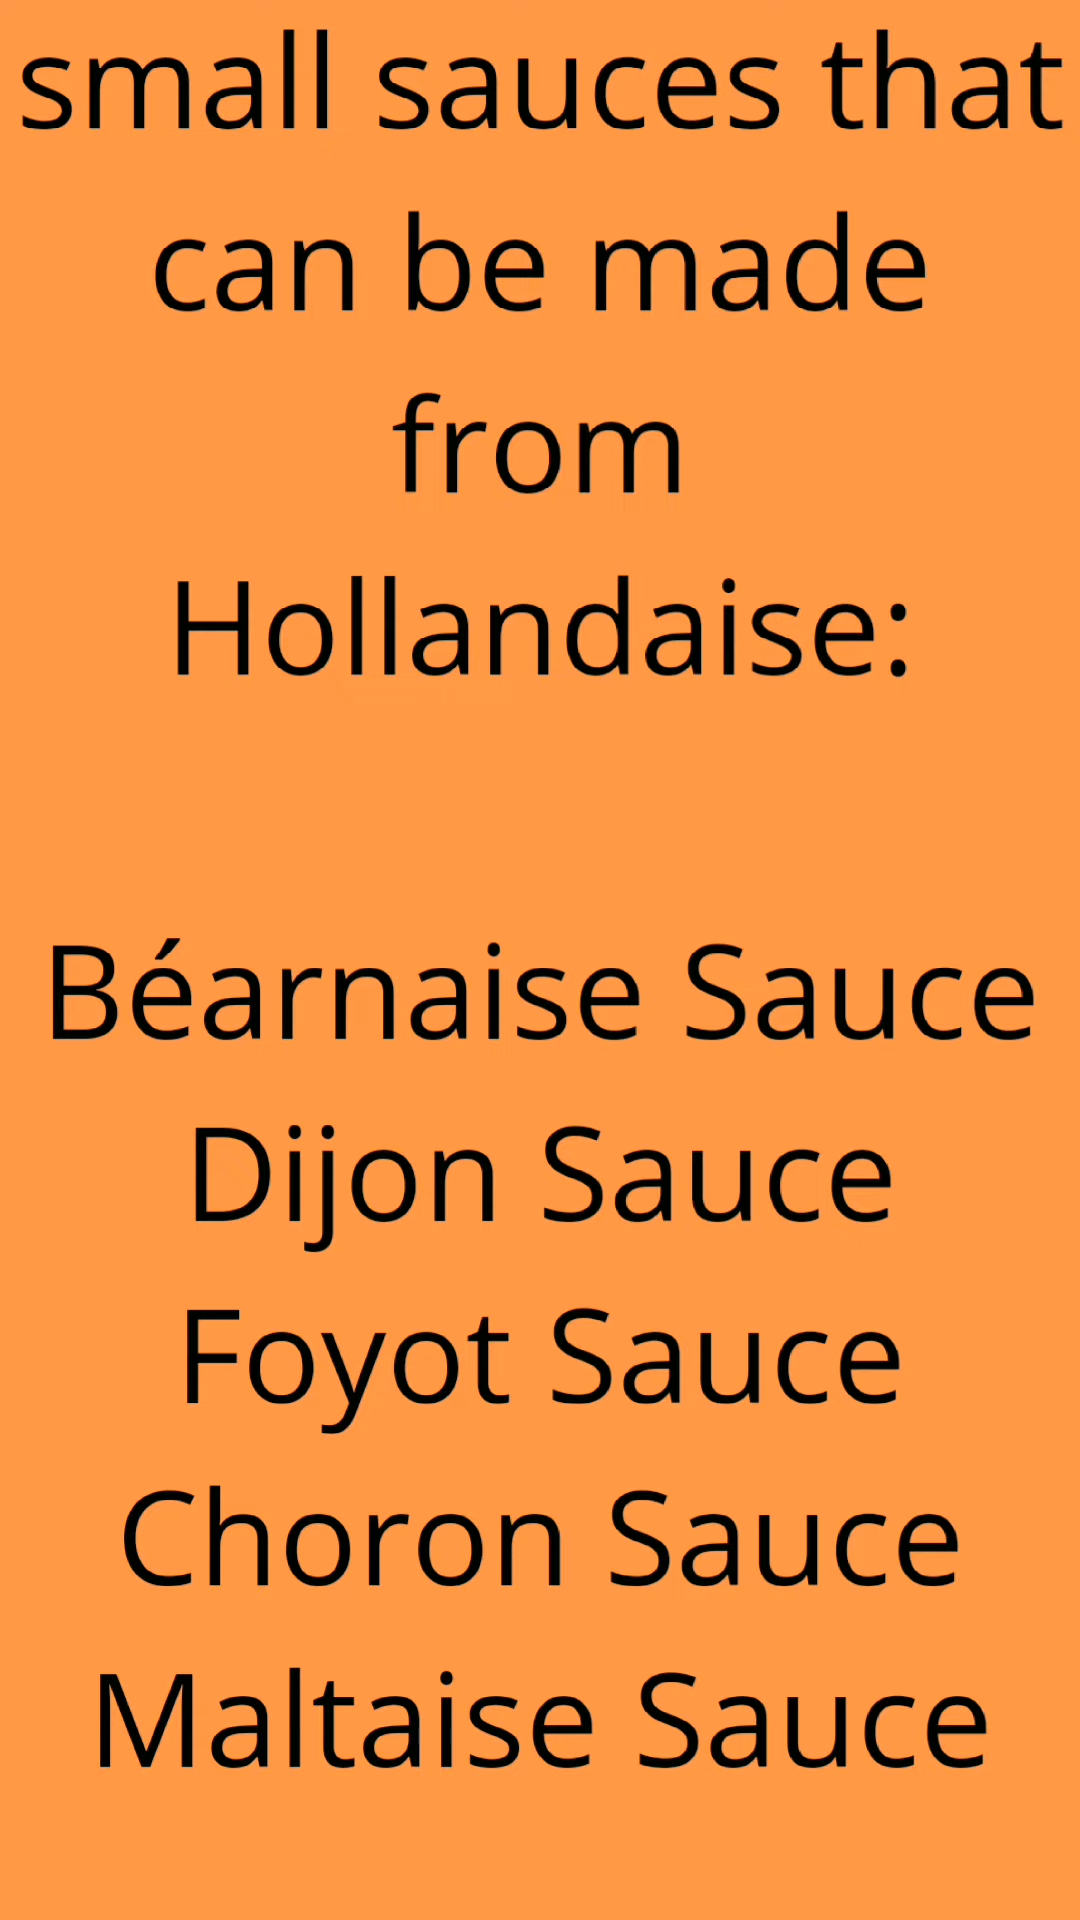 small sauces that
can be made
from
Hollandaise:
Béarnaise Sauce
Dijon Sauce
Foyot Sauce
Choron Sauce
Maltaise Sauce